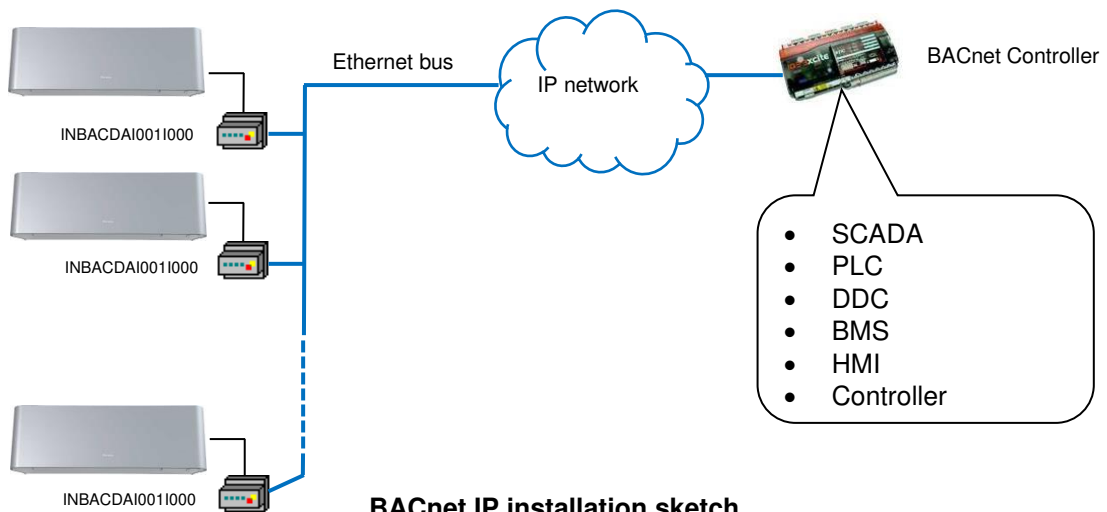 Ethernet bus
IP network
BACnet Controller
xcite
INBACDAI001I000
INBACDAI001I000
INBACDAI001I000
• SCADA
• PLC
• DDC
• BMS
• HMI
• Controller
BACnet IP installation sketch